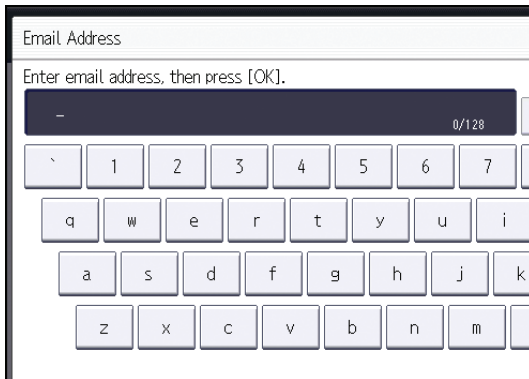 Email Address
Enter email address, then press [OK].
_
0/128
` 1 2 3 4 5 6 7
q w e r t y u i
a s d f g h j k
z x c v b n m